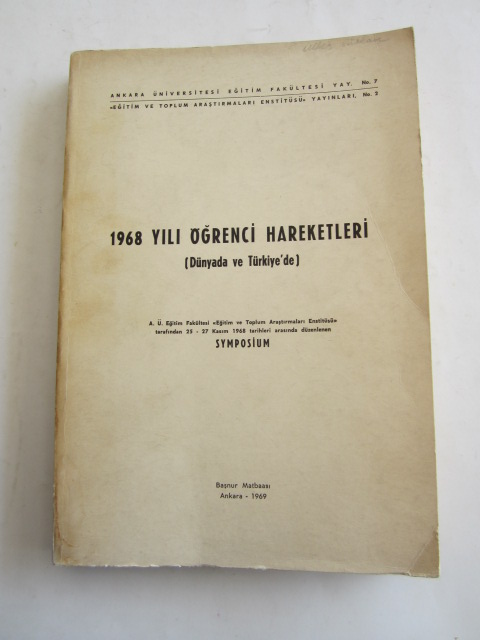 ANKARA ÜNİVERSİTESİ EĞİTİM FAKÜLTESİ YAY. No. 7
«EĞİTİM VE TOPLUM ARAŞTIRMALARI ENSTİTÜSÜ» YAYINLARI, No. 2
1968 YILI ÖĞRENCİ HAREKETLERİ
(Dünyada ve Türkiye'de)
A. Ü. Eğitim Fakültesi «Eğitim ve Toplum Araştırmaları Enstitüsü»
tarafından 25 - 27 Kasım 1968 tarihleri arasında düzenlenen
SYMPOSİUM
Başnur Matbaası
Ankara - 1969